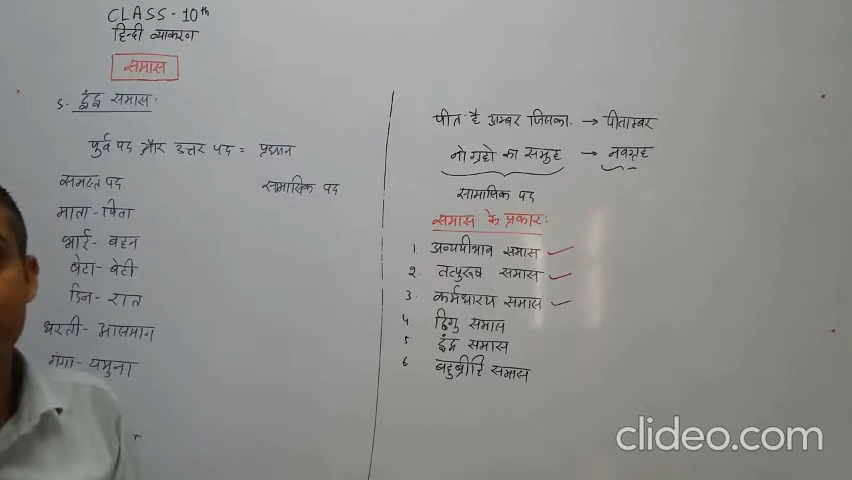 CLASS - 10th
हिन्दी व्याकरण
समास
5- द्वंद्व समास:
पुर्व पद और उत्तर पद = प्रधान
समस्त पद सामासिक पद
माता - पिता
भाई - बहन
बेटा - बेटी
दिन - रात
धरती - आसमान
गंगा - यमुना
पीत है अम्बर जिसका → पीताम्बर
नो ग्रहो का समुह → नवग्रह
सामासिक पद
समास के प्रकार:
1. अव्ययीभाव समास
2. तत्पुरूष समास
3. कर्मधारय समास
4. द्विगु समास
5 द्वंद्व समास
6 बहुब्रीहि समास
clideo.com